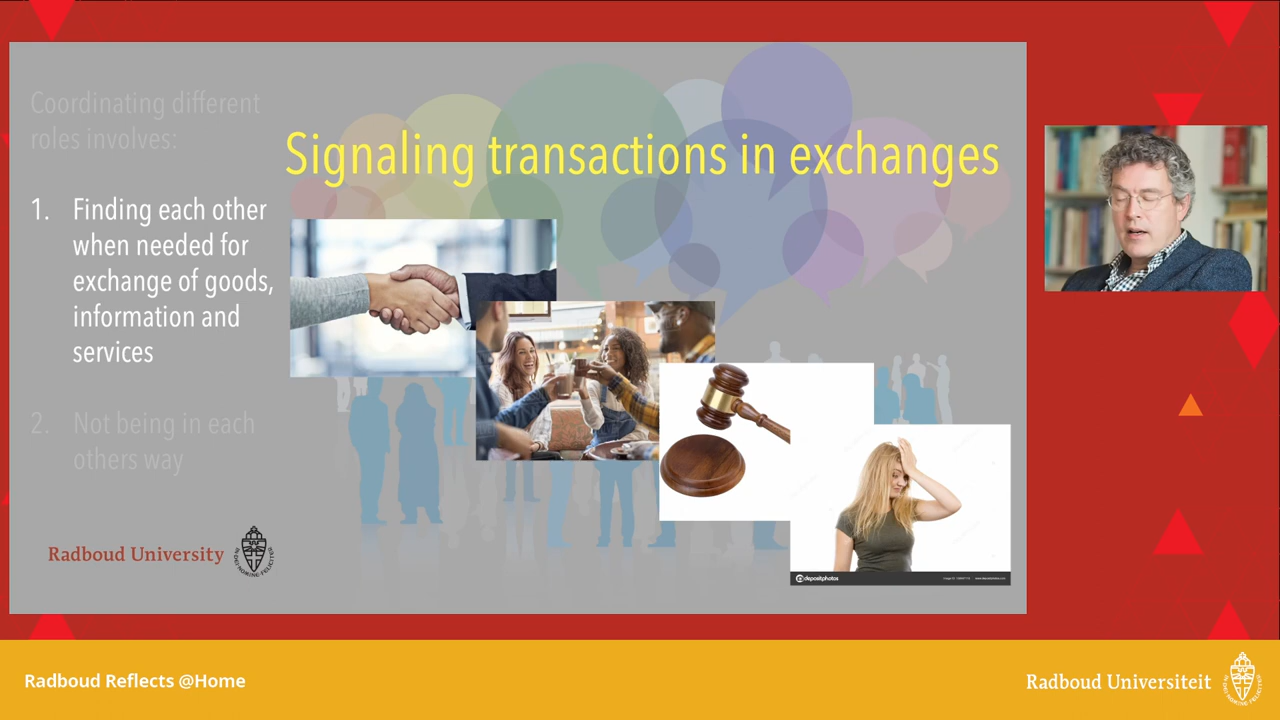 Coordinating different
roles involves:
Signaling transactions in exchanges
1. Finding each other
when needed for
exchange of goods,
information and
services
2. Not being in each
others way
Radboud University
depositphotos
Radboud Reflects @Home
Radboud Universiteit